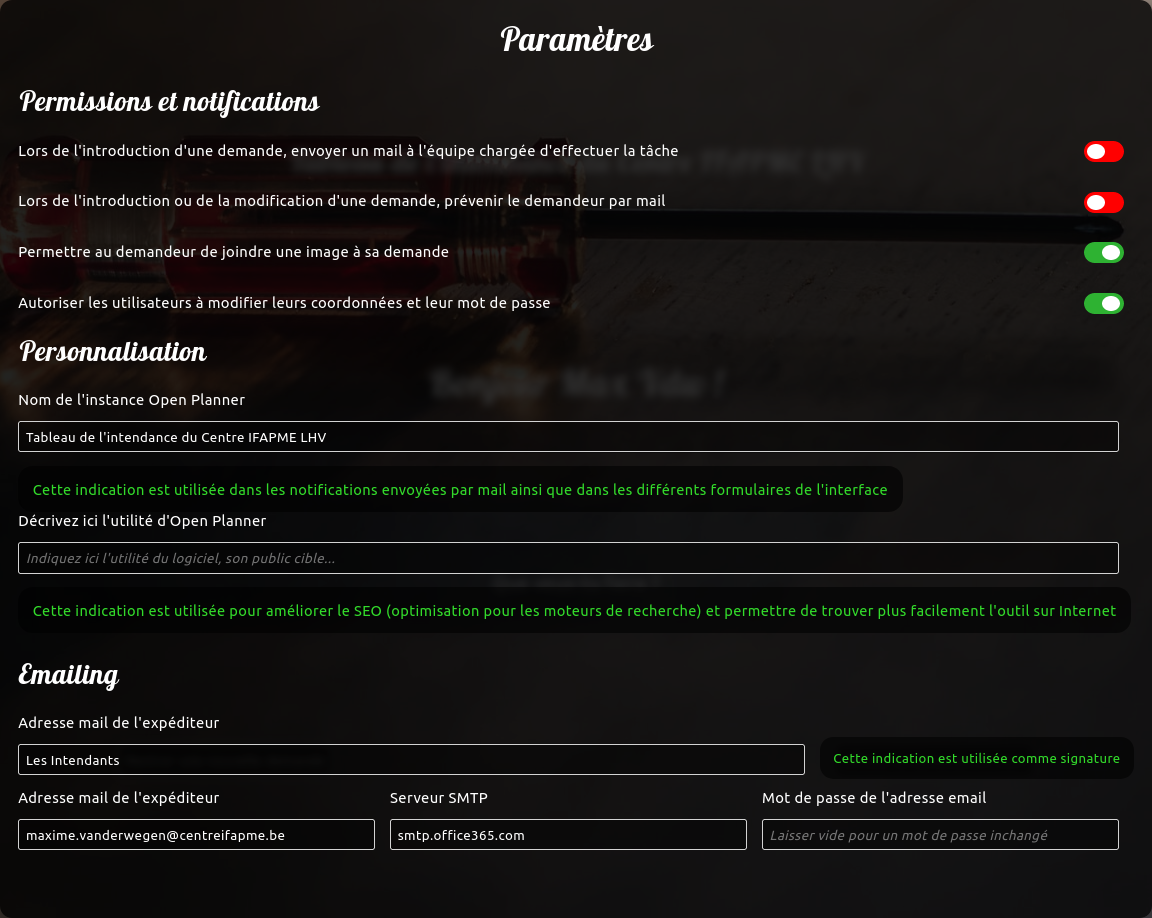 Paramètres
Permissions et notifications
Lors de l'introduction d'une demande, envoyer un mail à l'équipe chargée d'effectuer la tâche
Lors de l'introduction ou de la modification d'une demande, prévenir le demandeur par mail
Permettre au demandeur de joindre une image à sa demande
Autoriser les utilisateurs à modifier leurs coordonnées et leur mot de passe
Personnalisation
Nom de l'instance Open Planner
Tableau de l'intendance du Centre IFAPME LHV
Cette indication est utilisée dans les notifications envoyées par mail ainsi que dans les différents formulaires de l'interface
Décrivez ici l'utilité d'Open Planner
Indiquez ici l'utilité du logiciel, son public cible...
Cette indication est utilisée pour améliorer le SEO (optimisation pour les moteurs de recherche) et permettre de trouver plus facilement l'outil sur Internet
Emailing
Adresse mail de l'expéditeur
Les Intendants
Cette indication est utilisée comme signature
Adresse mail de l'expéditeur
Serveur SMTP
Mot de passe de l'adresse email
maxime.vanderwegen@centreifapme.be
smtp.office365.com
Laisser vide pour un mot de passe inchangé